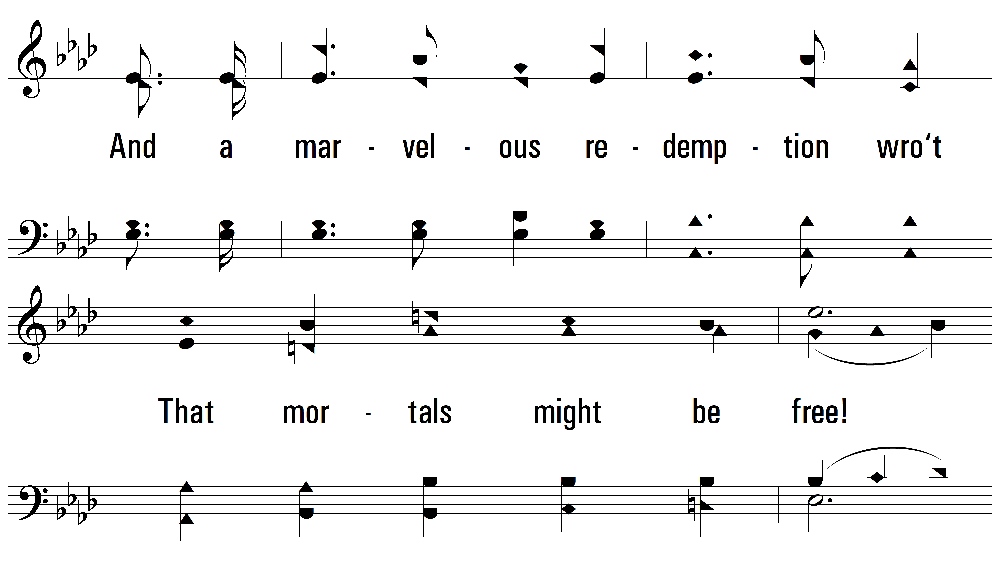 And a mar - vel - ous re - demp - tion wro‘t
That mor - tals might be free!